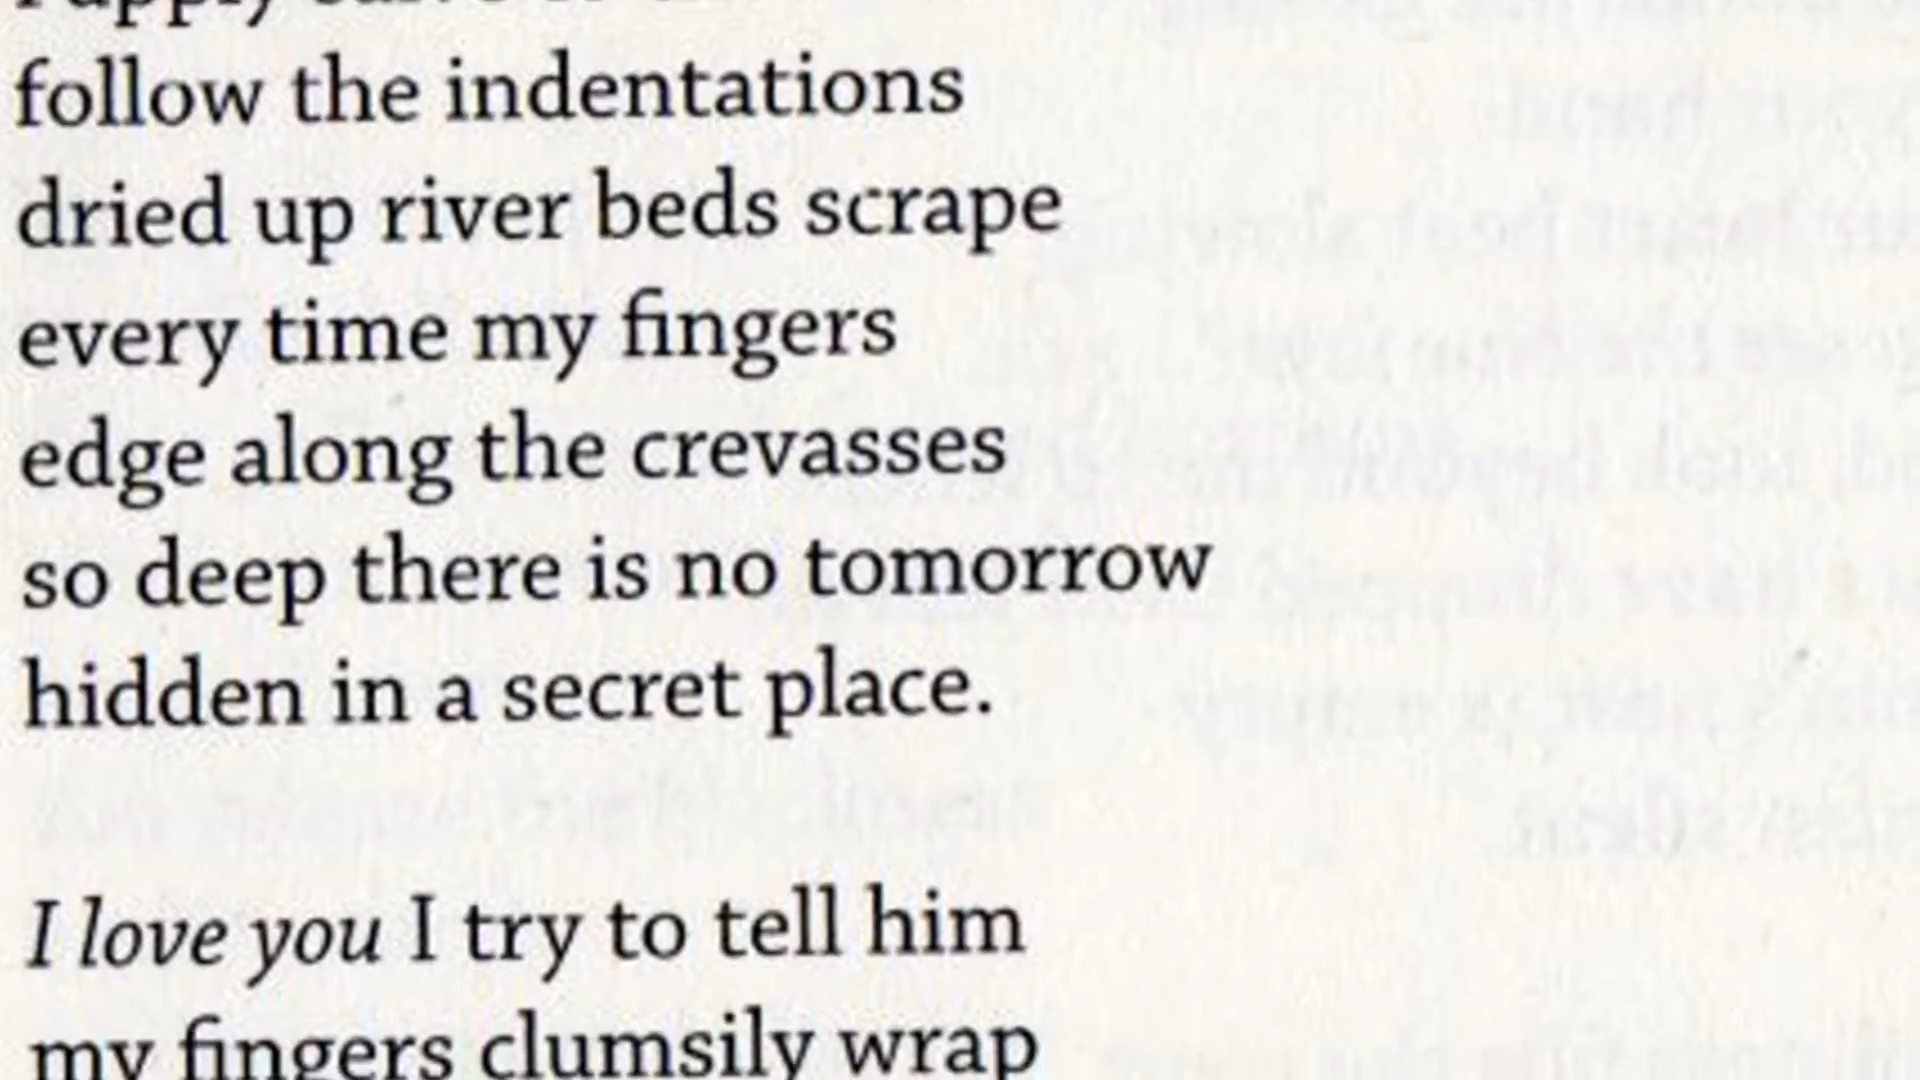 I apply
follow the indentations
dried up river beds scrape
every time my fingers
edge along the crevasses
so deep there is no tomorrow
hidden in a secret place.
I love you I try to tell him
my fingers clumsily wrap